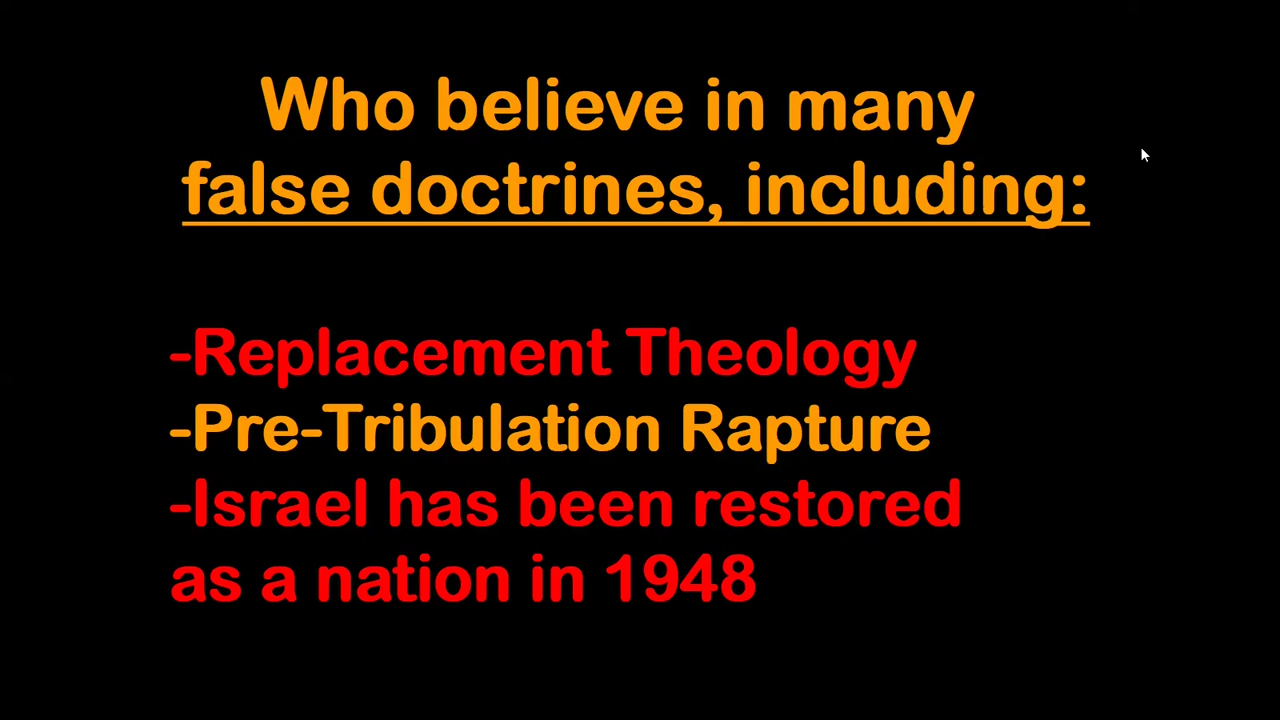 Who believe in many
false doctrines, including:
-Replacement Theology
-Pre-Tribulation Rapture
-Israel has been restored
as a nation in 1948